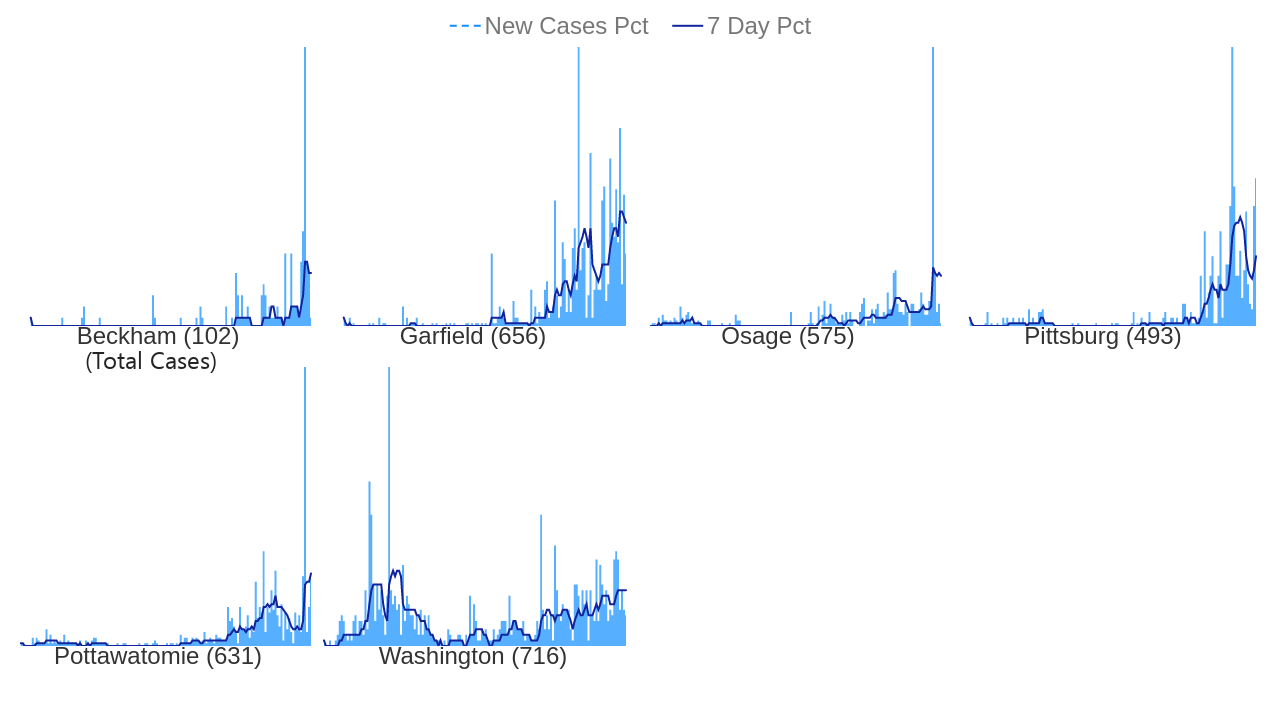 New Cases Pct 7 Day Pct
Beckham (102) Garfield (656) Osage (575) Pittsburg (493)
(Total Cases)
Pottawatomie (631) Washington (716)